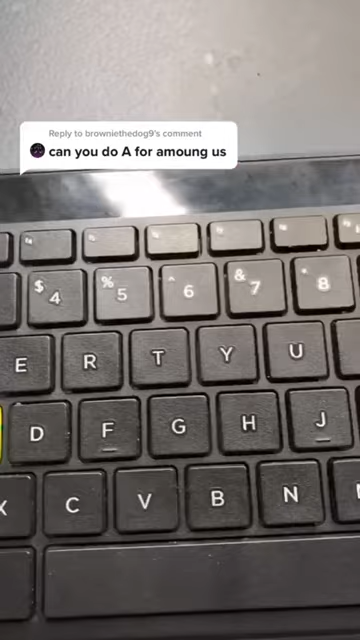 Reply to browniethedog9's comment
can you do A for amoung us
$ 4 % 5 ^ 6 & 7 * 8
E R T Y U
D F G H J
X C V B N